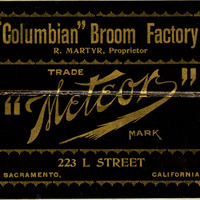 "Columbian" Broom Factory
R. MARTYR, Proprietor
TRADE
"Meteor"
MARK
223 L STREET
SACRAMENTO, CALIFORNIA